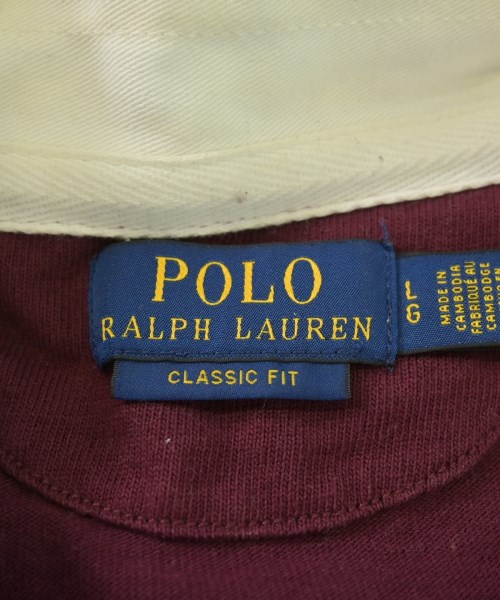 POLO
RALPH LAUREN
CLASSIC FIT
L
G
MADE IN
CAMBODIA
FABRIQUÉ AU
CAMBODGE